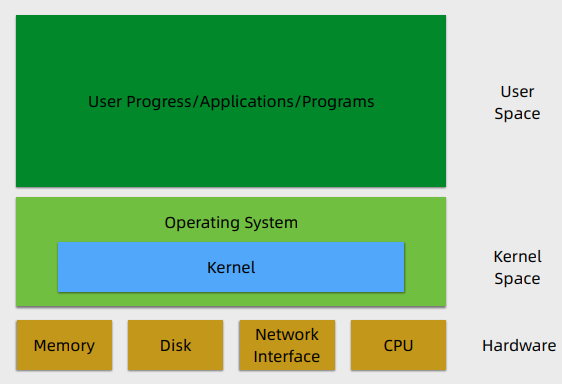 User Progress/Applications/Programs
User
Space
Operating System
Kernel
Kernel
Space
Memory
Disk
Network
Interface
CPU
Hardware